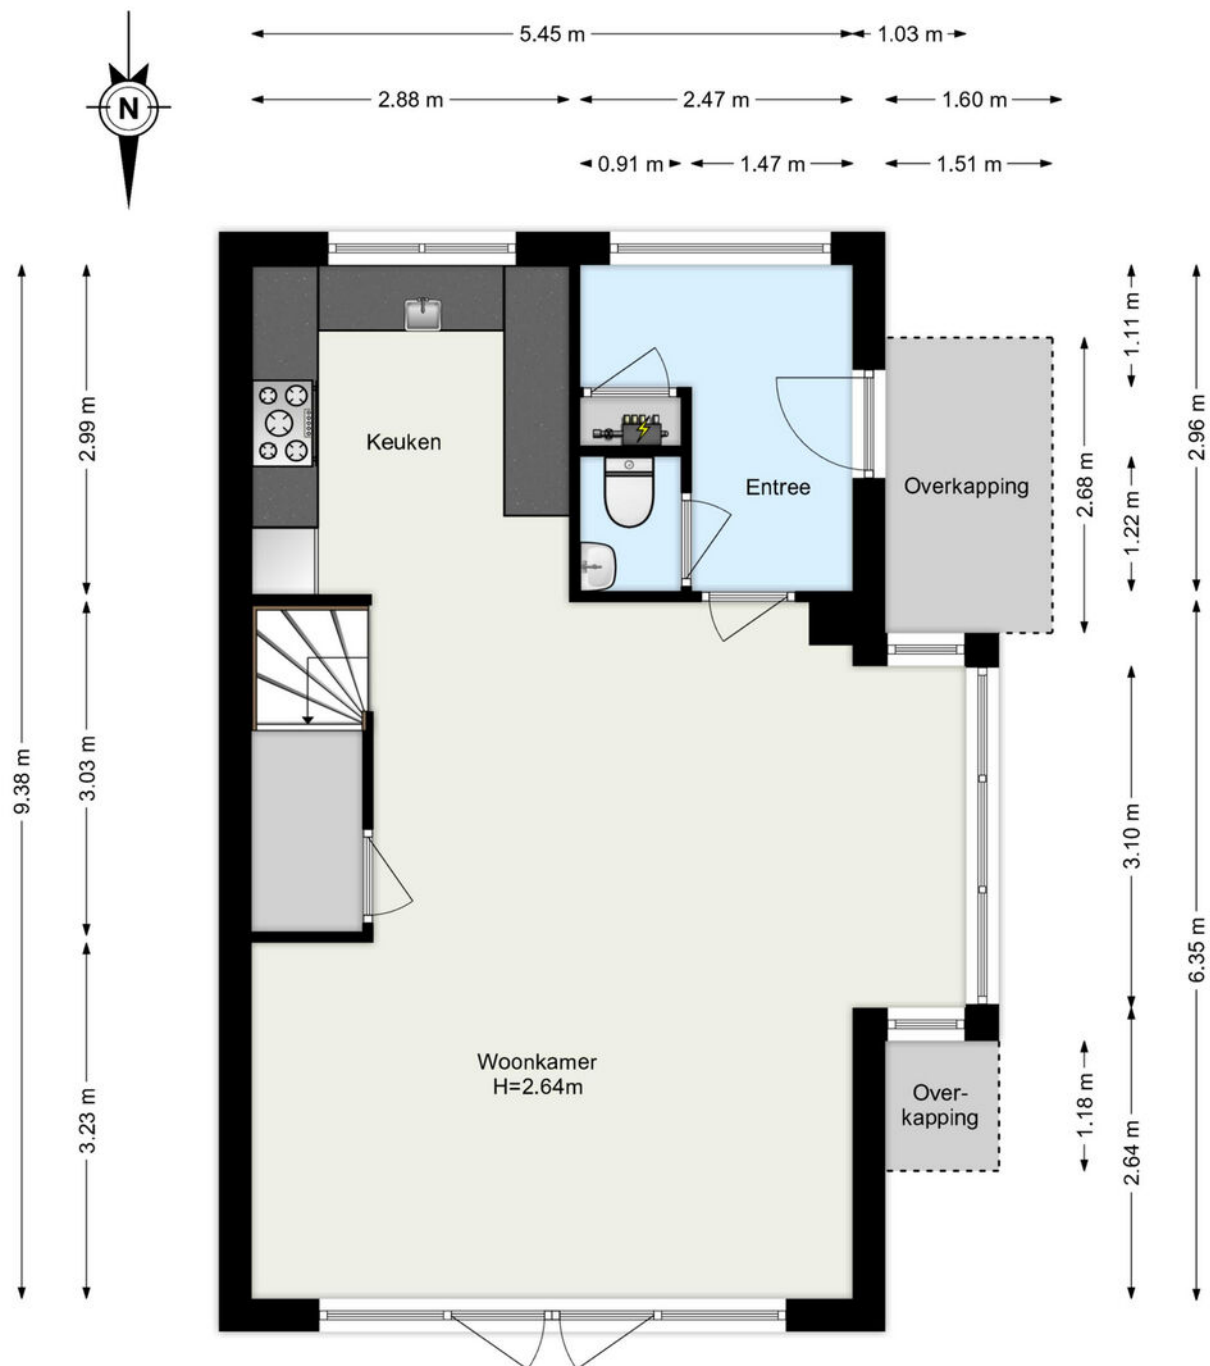 5.45 m
1.03 m
2.88 m
2.47 m
1.60 m
0.91 m
1.47 m
1.51 m
N
9.38 m
2.99 m
3.03 m
3.23 m
Keuken
Entree
Overkapping
Woonkamer
H=2.64m
Over-
kapping
2.68 m
1.18 m
1.11 m
1.22 m
3.10 m
2.64 m
2.96 m
6.35 m